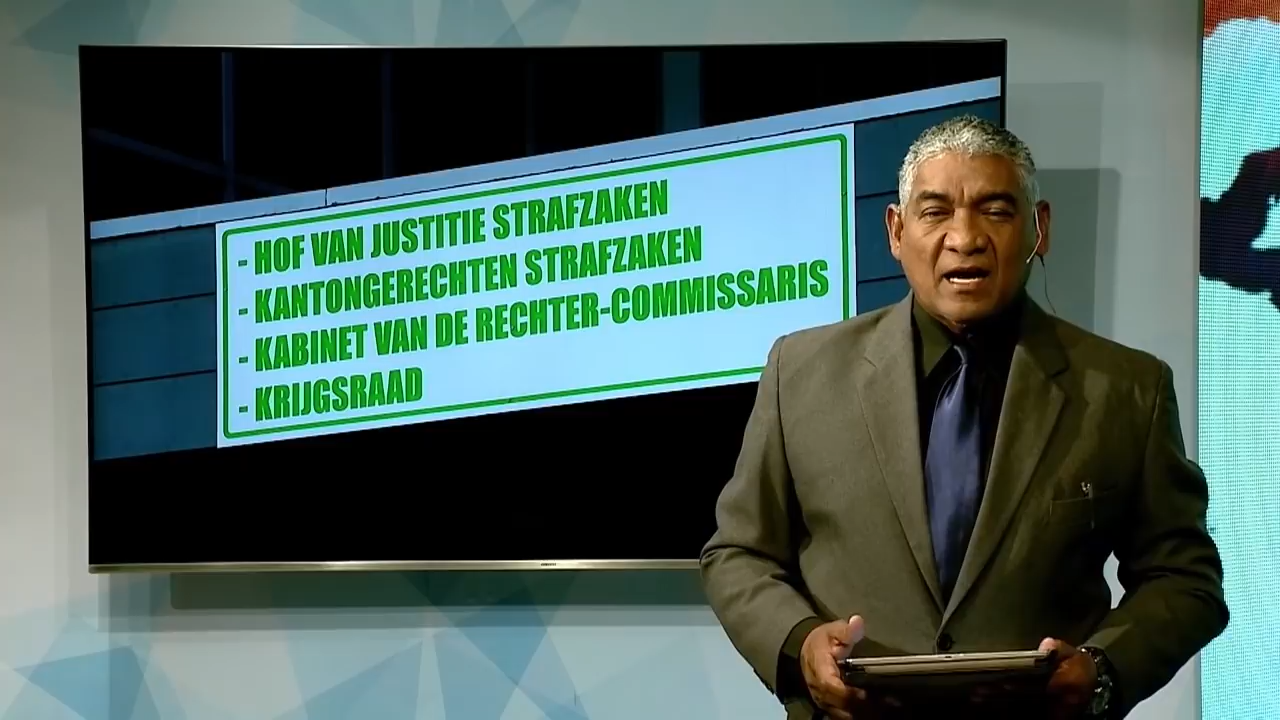 - HOF VAN JUSTITIE STRAFZAKEN
- KANTONGERECHTEN STRAFZAKEN
- KABINET VAN DE RECHTER-COMMISSARIS
- KRIJGSRAAD